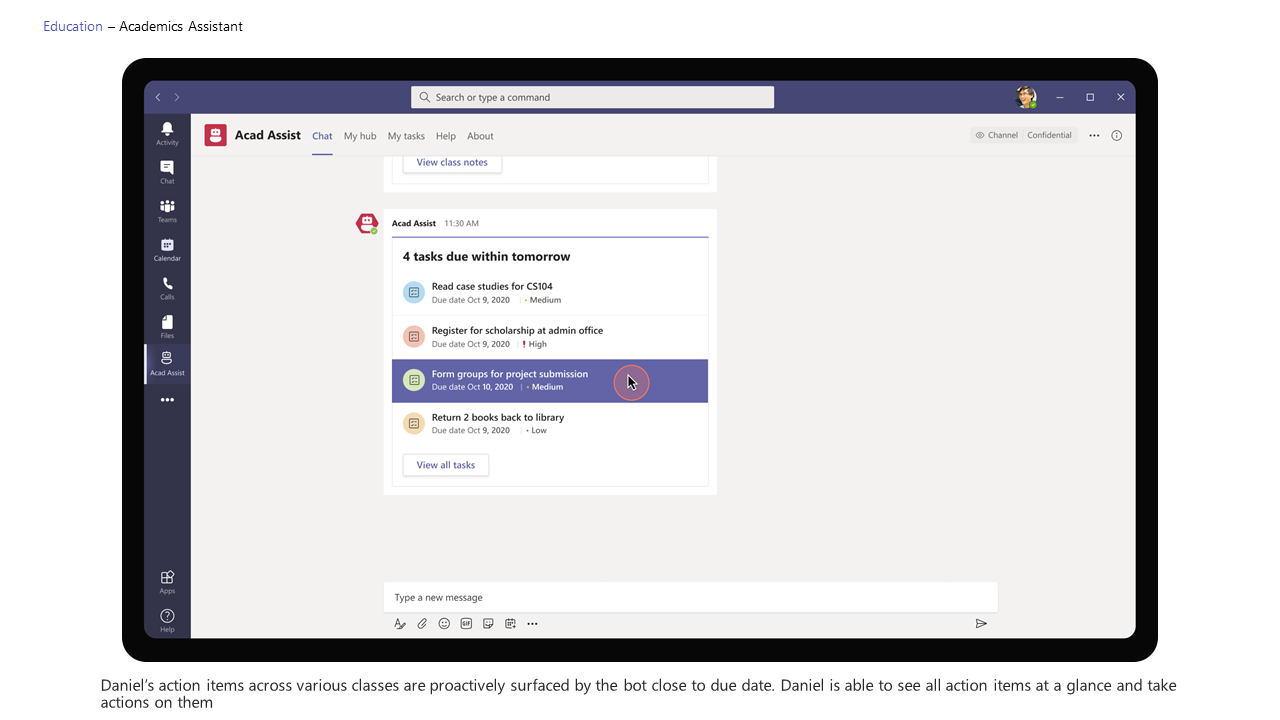 Education – Academics Assistant
Search or type a command
Activity
Chat
Teams
Calendar
Calls
Files
Acad Assist
Apps
Help
Acad Assist Chat My hub My tasks Help About
Channel Confidential
View class notes
Acad Assist 11:30 AM
4 tasks due within tomorrow
Read case studies for CS104
Due date Oct 9, 2020 | • Medium
Register for scholarship at admin office
Due date Oct 9, 2020 | ! High
Form groups for project submission
Due date Oct 10, 2020 | • Medium
Return 2 books back to library
Due date Oct 9, 2020 | • Low
View all tasks
Type a new message
GIF
Daniel’s action items across various classes are proactively surfaced by the bot close to due date. Daniel is able to see all action items at a glance and take
actions on them